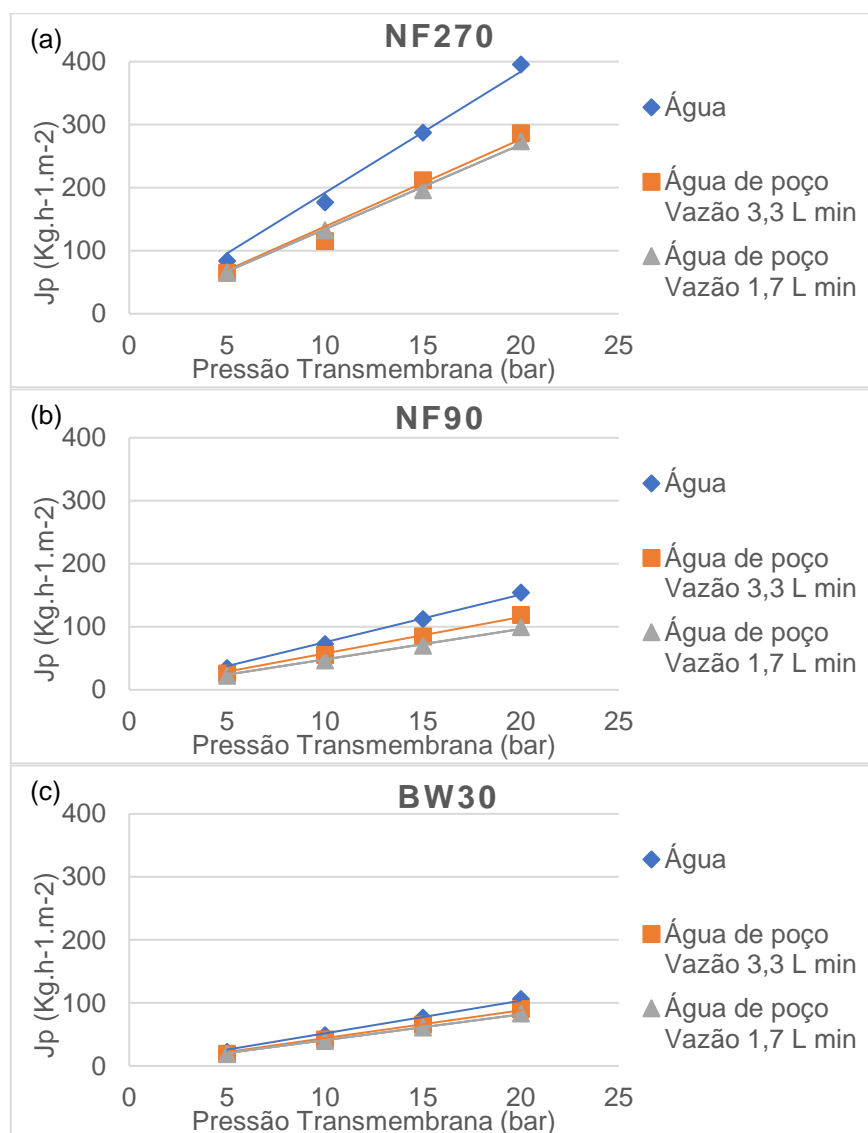 (a)
NF270
400
300
200
100
0
Jp (Kg.h-1.m-2)
0 5 10 15 20 25
Pressão Transmembrana (bar)
Água
Água de poço
Vazão 3,3 L min
Água de poço
Vazão 1,7 L min
(b)
NF90
400
300
200
100
0
Jp (Kg.h-1.m-2)
0 5 10 15 20 25
Pressão Transmembrana (bar)
Água
Água de poço
Vazão 3,3 L min
Água de poço
Vazão 1,7 L min
(c)
BW30
400
300
200
100
0
Jp (Kg.h-1.m-2)
0 5 10 15 20 25
Pressão Transmembrana (bar)
Água
Água de poço
Vazão 3,3 L min
Água de poço
Vazão 1,7 L min